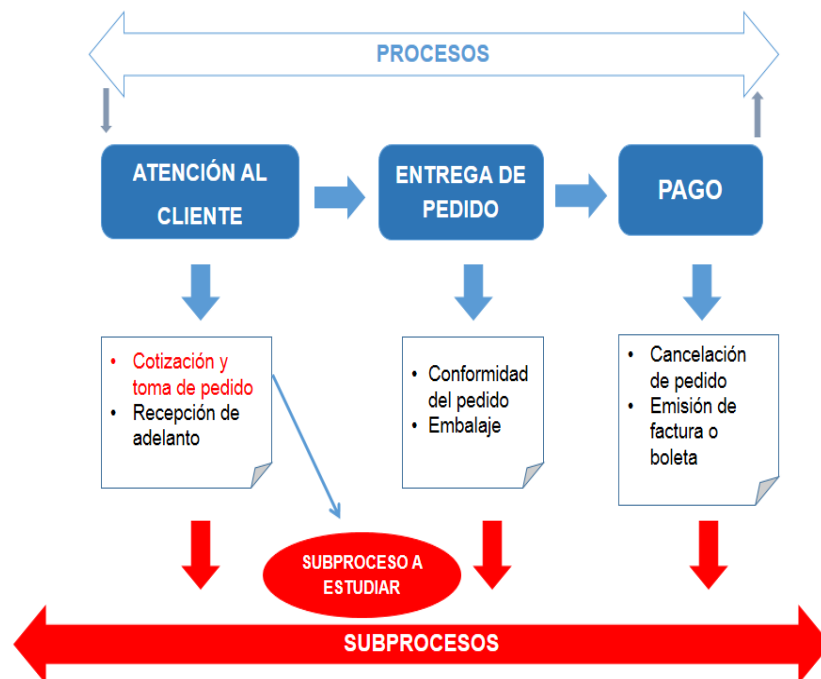 PROCESOS
ATENCIÓN AL
CLIENTE
ENTREGA DE
PEDIDO
PAGO
• Cotización y
toma de pedido
• Recepción de
adelanto
• Conformidad
del pedido
• Embalaje
• Cancelación
de pedido
• Emisión de
factura o
boleta
SUBPROCESO A
ESTUDIAR
SUBPROCESOS